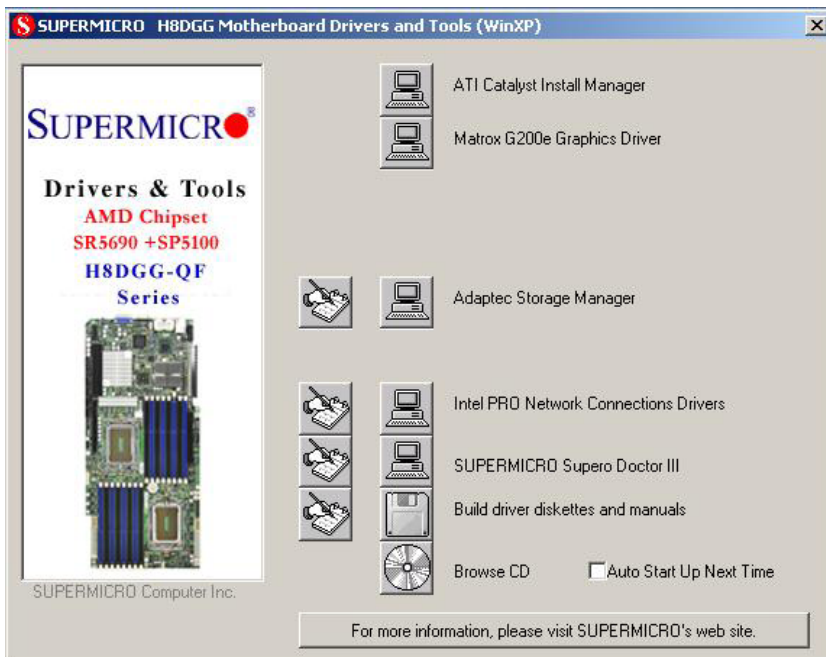 SUPERMICRO H8DGG Motherboard Drivers and Tools (WinXP)
SUPERMICRO®
Drivers & Tools
AMD Chipset
SR5690 +SP5100
H8DGG-QF
Series
SUPERMICRO Computer Inc.
ATI Catalyst Install Manager
Matrox G200e Graphics Driver
Adaptec Storage Manager
Intel PRO Network Connections Drivers
SUPERMICRO Supero Doctor III
Build driver diskettes and manuals
Browse CD
Auto Start Up Next Time
For more information, please visit SUPERMICRO's web site.